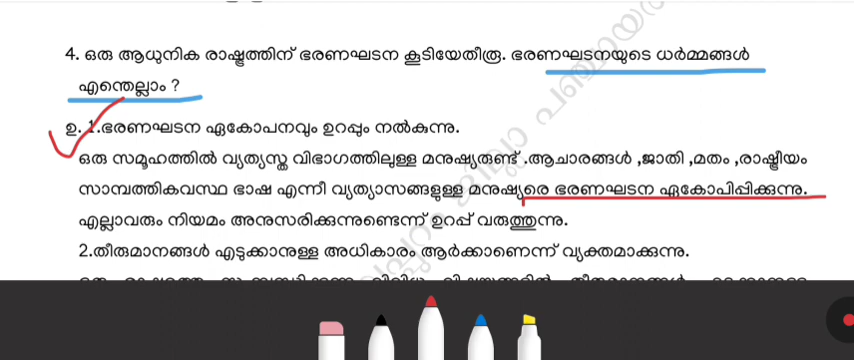 4. ഒരു ആധുനിക രാഷ്ട്രത്തിന് ഭരണഘടന കൂടിയേതീരൂ. ഭരണഘടനയുടെ ധർമ്മങ്ങൾ
എന്തെല്ലാം ?
ഉ. 1.ഭരണഘടന ഏകോപനവും ഉറപ്പും നൽകുന്നു.
ഒരു സമൂഹത്തിൽ വ്യത്യസ്ത വിഭാഗത്തിലുള്ള മനുഷ്യരുണ്ട് .ആചാരങ്ങൾ ,ജാതി ,മതം ,രാഷ്ട്രീയം
സാമ്പത്തികവസ്ഥ ഭാഷ എന്നീ വ്യത്യാസങ്ങളുള്ള മനുഷ്യരെ ഭരണഘടന ഏകോപിപ്പിക്കുന്നു.
എല്ലാവരും നിയമം അനുസരിക്കുന്നുണ്ടെന്ന് ഉറപ്പ് വരുത്തുന്നു.
2.തീരുമാനങ്ങൾ എടുക്കാനുള്ള അധികാരം ആർക്കാണെന്ന് വ്യക്തമാക്കുന്നു.